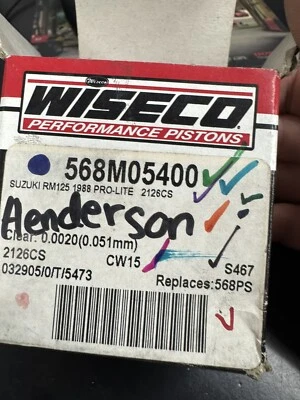 WISECO
PERFORMANCE PISTONS
568M05400
SUZUKI RM125 1988 PRO-LITE 2126CS
Henderson
Clear: 0.0020(0.051mm)
2126CS CW15 S467
032905/0/T/5473 Replaces:568PS